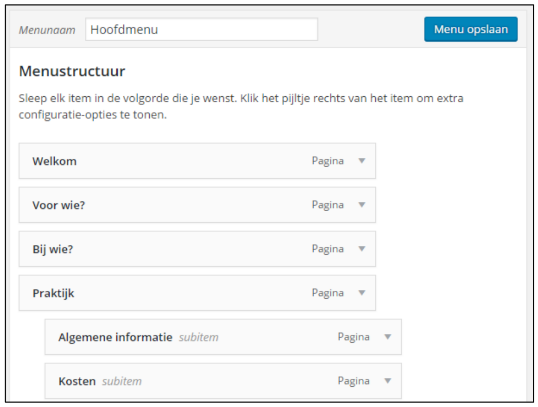 Menunaam Hoofdmenu Menu opslaan
Menustructuur
Sleep elk item in de volgorde die je wenst. Klik het pijltje rechts van het item om extra
configuratie-opties te tonen.
Welkom Pagina
Voor wie? Pagina
Bij wie? Pagina
Praktijk Pagina
Algemene informatie subitem Pagina
Kosten subitem Pagina